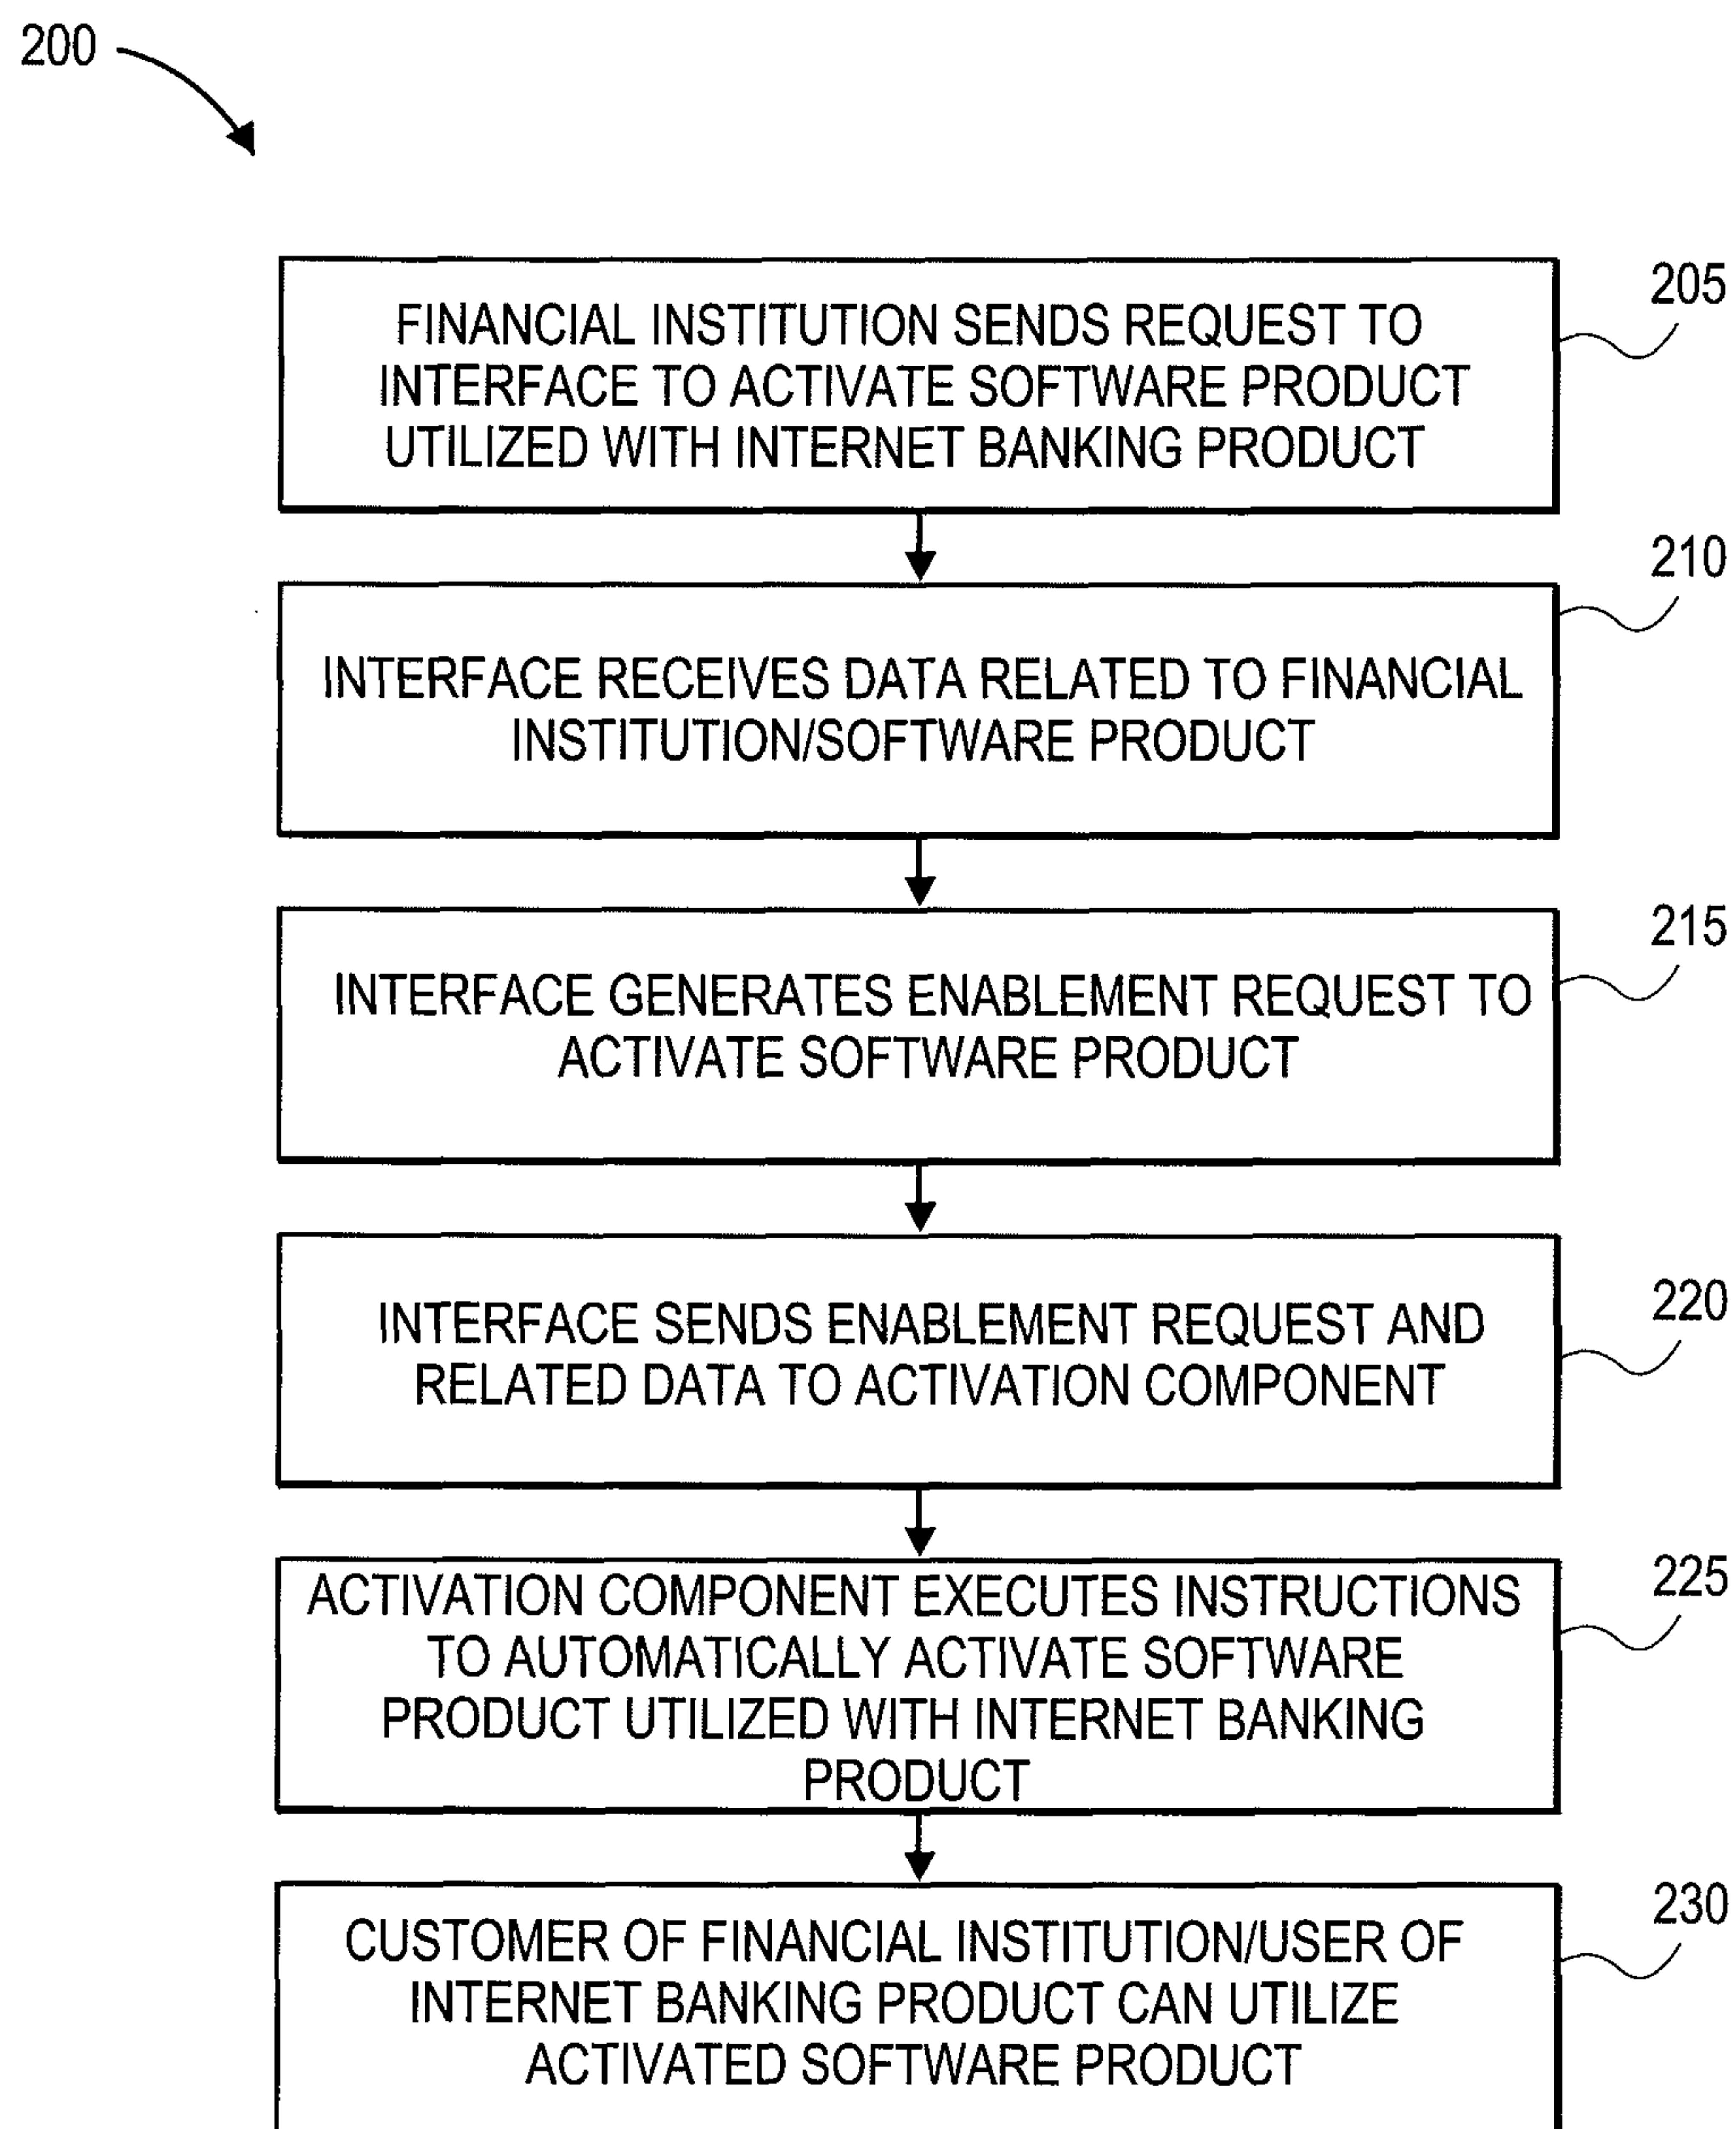 200
FINANCIAL INSTITUTION SENDS REQUEST TO
INTERFACE TO ACTIVATE SOFTWARE PRODUCT
UTILIZED WITH INTERNET BANKING PRODUCT
205
INTERFACE RECEIVES DATA RELATED TO FINANCIAL
INSTITUTION/SOFTWARE PRODUCT
210
INTERFACE GENERATES ENABLEMENT REQUEST TO
ACTIVATE SOFTWARE PRODUCT
215
INTERFACE SENDS ENABLEMENT REQUEST AND
RELATED DATA TO ACTIVATION COMPONENT
220
ACTIVATION COMPONENT EXECUTES INSTRUCTIONS
TO AUTOMATICALLY ACTIVATE SOFTWARE
PRODUCT UTILIZED WITH INTERNET BANKING
PRODUCT
225
CUSTOMER OF FINANCIAL INSTITUTION/USER OF
INTERNET BANKING PRODUCT CAN UTILIZE
ACTIVATED SOFTWARE PRODUCT
230